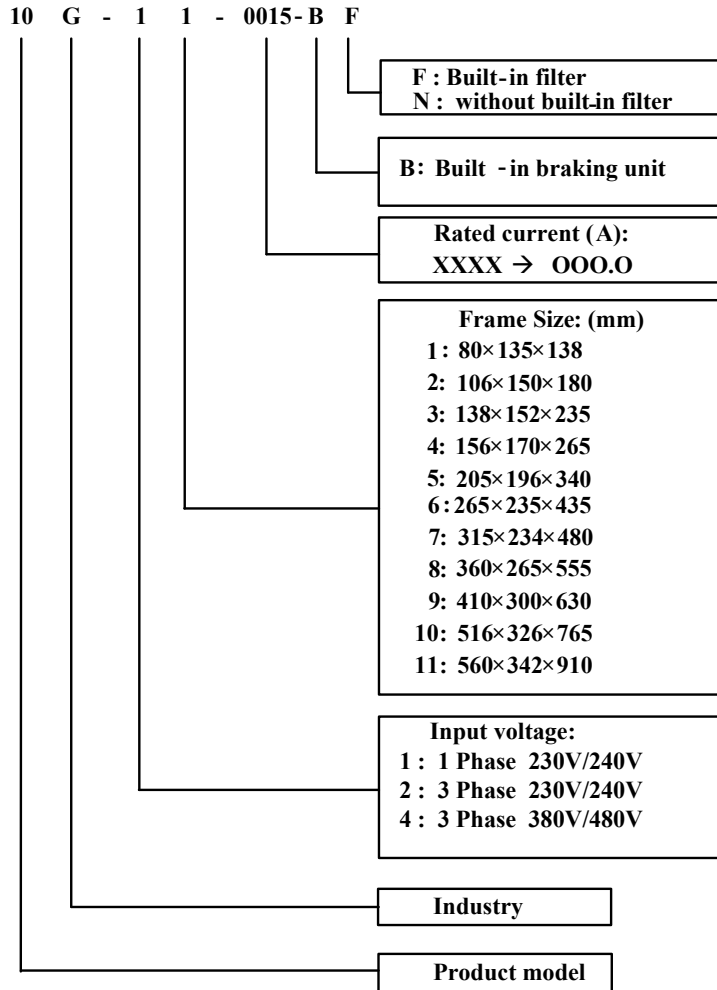 10 G - 1 1 - 0015 - B F
F : Built-in filter
N : without built-in filter
B: Built - in braking unit
Rated current (A):
XXXX → OOO.O
Frame Size: (mm)
1 : 80×135×138
2: 106×150×180
3: 138×152×235
4: 156×170×265
5: 205×196×340
6 : 265×235×435
7: 315×234×480
8: 360×265×555
9: 410×300×630
10: 516×326×765
11: 560×342×910
Input voltage:
1 : 1 Phase 230V/240V
2 : 3 Phase 230V/240V
4 : 3 Phase 380V/480V
Industry
Product model